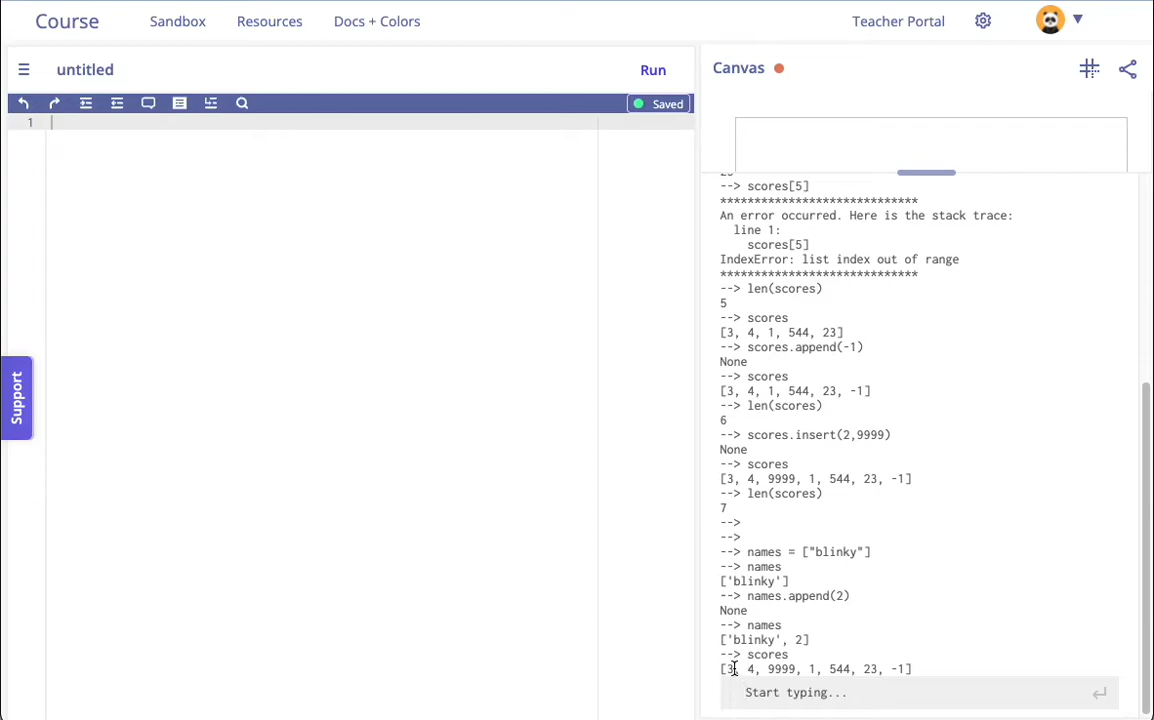 Course Sandbox Resources Docs + Colors Teacher Portal
untitled Run
Saved
1
Support
Canvas
--> scores[5]
*****************************
An error occurred. Here is the stack trace:
line 1:
scores[5]
IndexError: list index out of range
*****************************
--> len(scores)
5
--> scores
[3, 4, 1, 544, 23]
--> scores.append(-1)
None
--> scores
[3, 4, 1, 544, 23, -1]
--> len(scores)
6
--> scores.insert(2,9999)
None
--> scores
[3, 4, 9999, 1, 544, 23, -1]
--> len(scores)
7
-->
-->
--> names = ["blinky"]
--> names
['blinky']
--> names.append(2)
None
--> names
['blinky', 2]
--> scores
[3, 4, 9999, 1, 544, 23, -1]
Start typing...